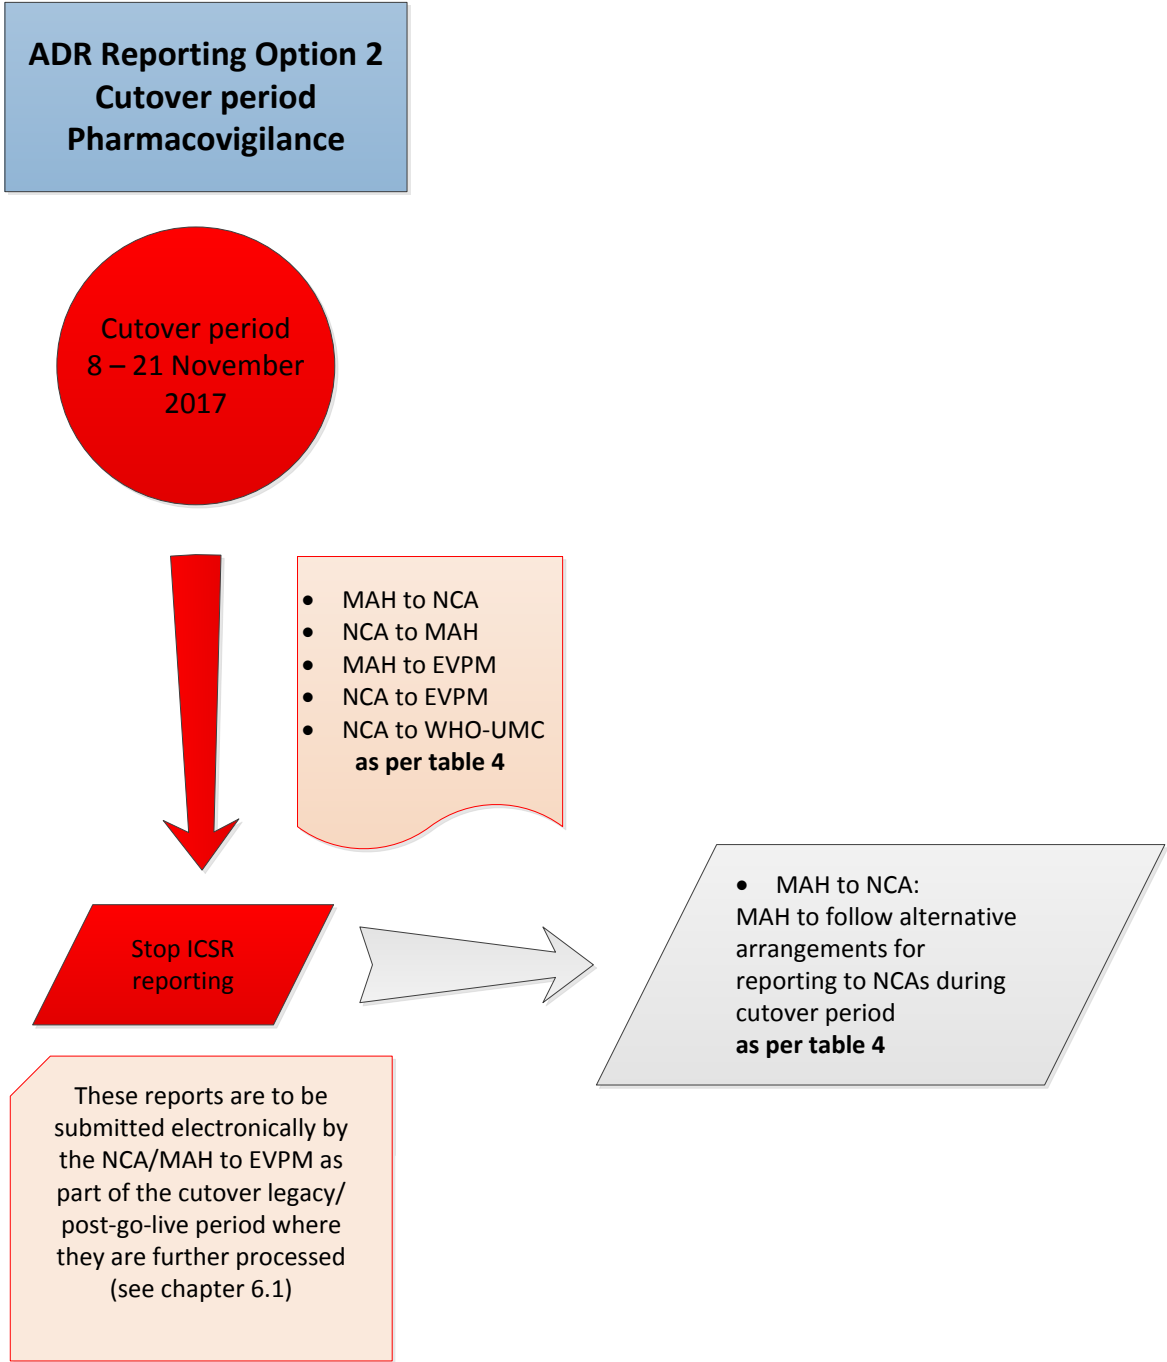 ADR Reporting Option 2
Cutover period
Pharmacovigilance
Cutover period
8 – 21 November
2017
• MAH to NCA
• NCA to MAH
• MAH to EVPM
• NCA to EVPM
• NCA to WHO-UMC
as per table 4
Stop ICSR
reporting
• MAH to NCA:
MAH to follow alternative
arrangements for
reporting to NCAs during
cutover period
as per table 4
These reports are to be
submitted electronically by
the NCA/MAH to EVPM as
part of the cutover legacy/
post-go-live period where
they are further processed
(see chapter 6.1)